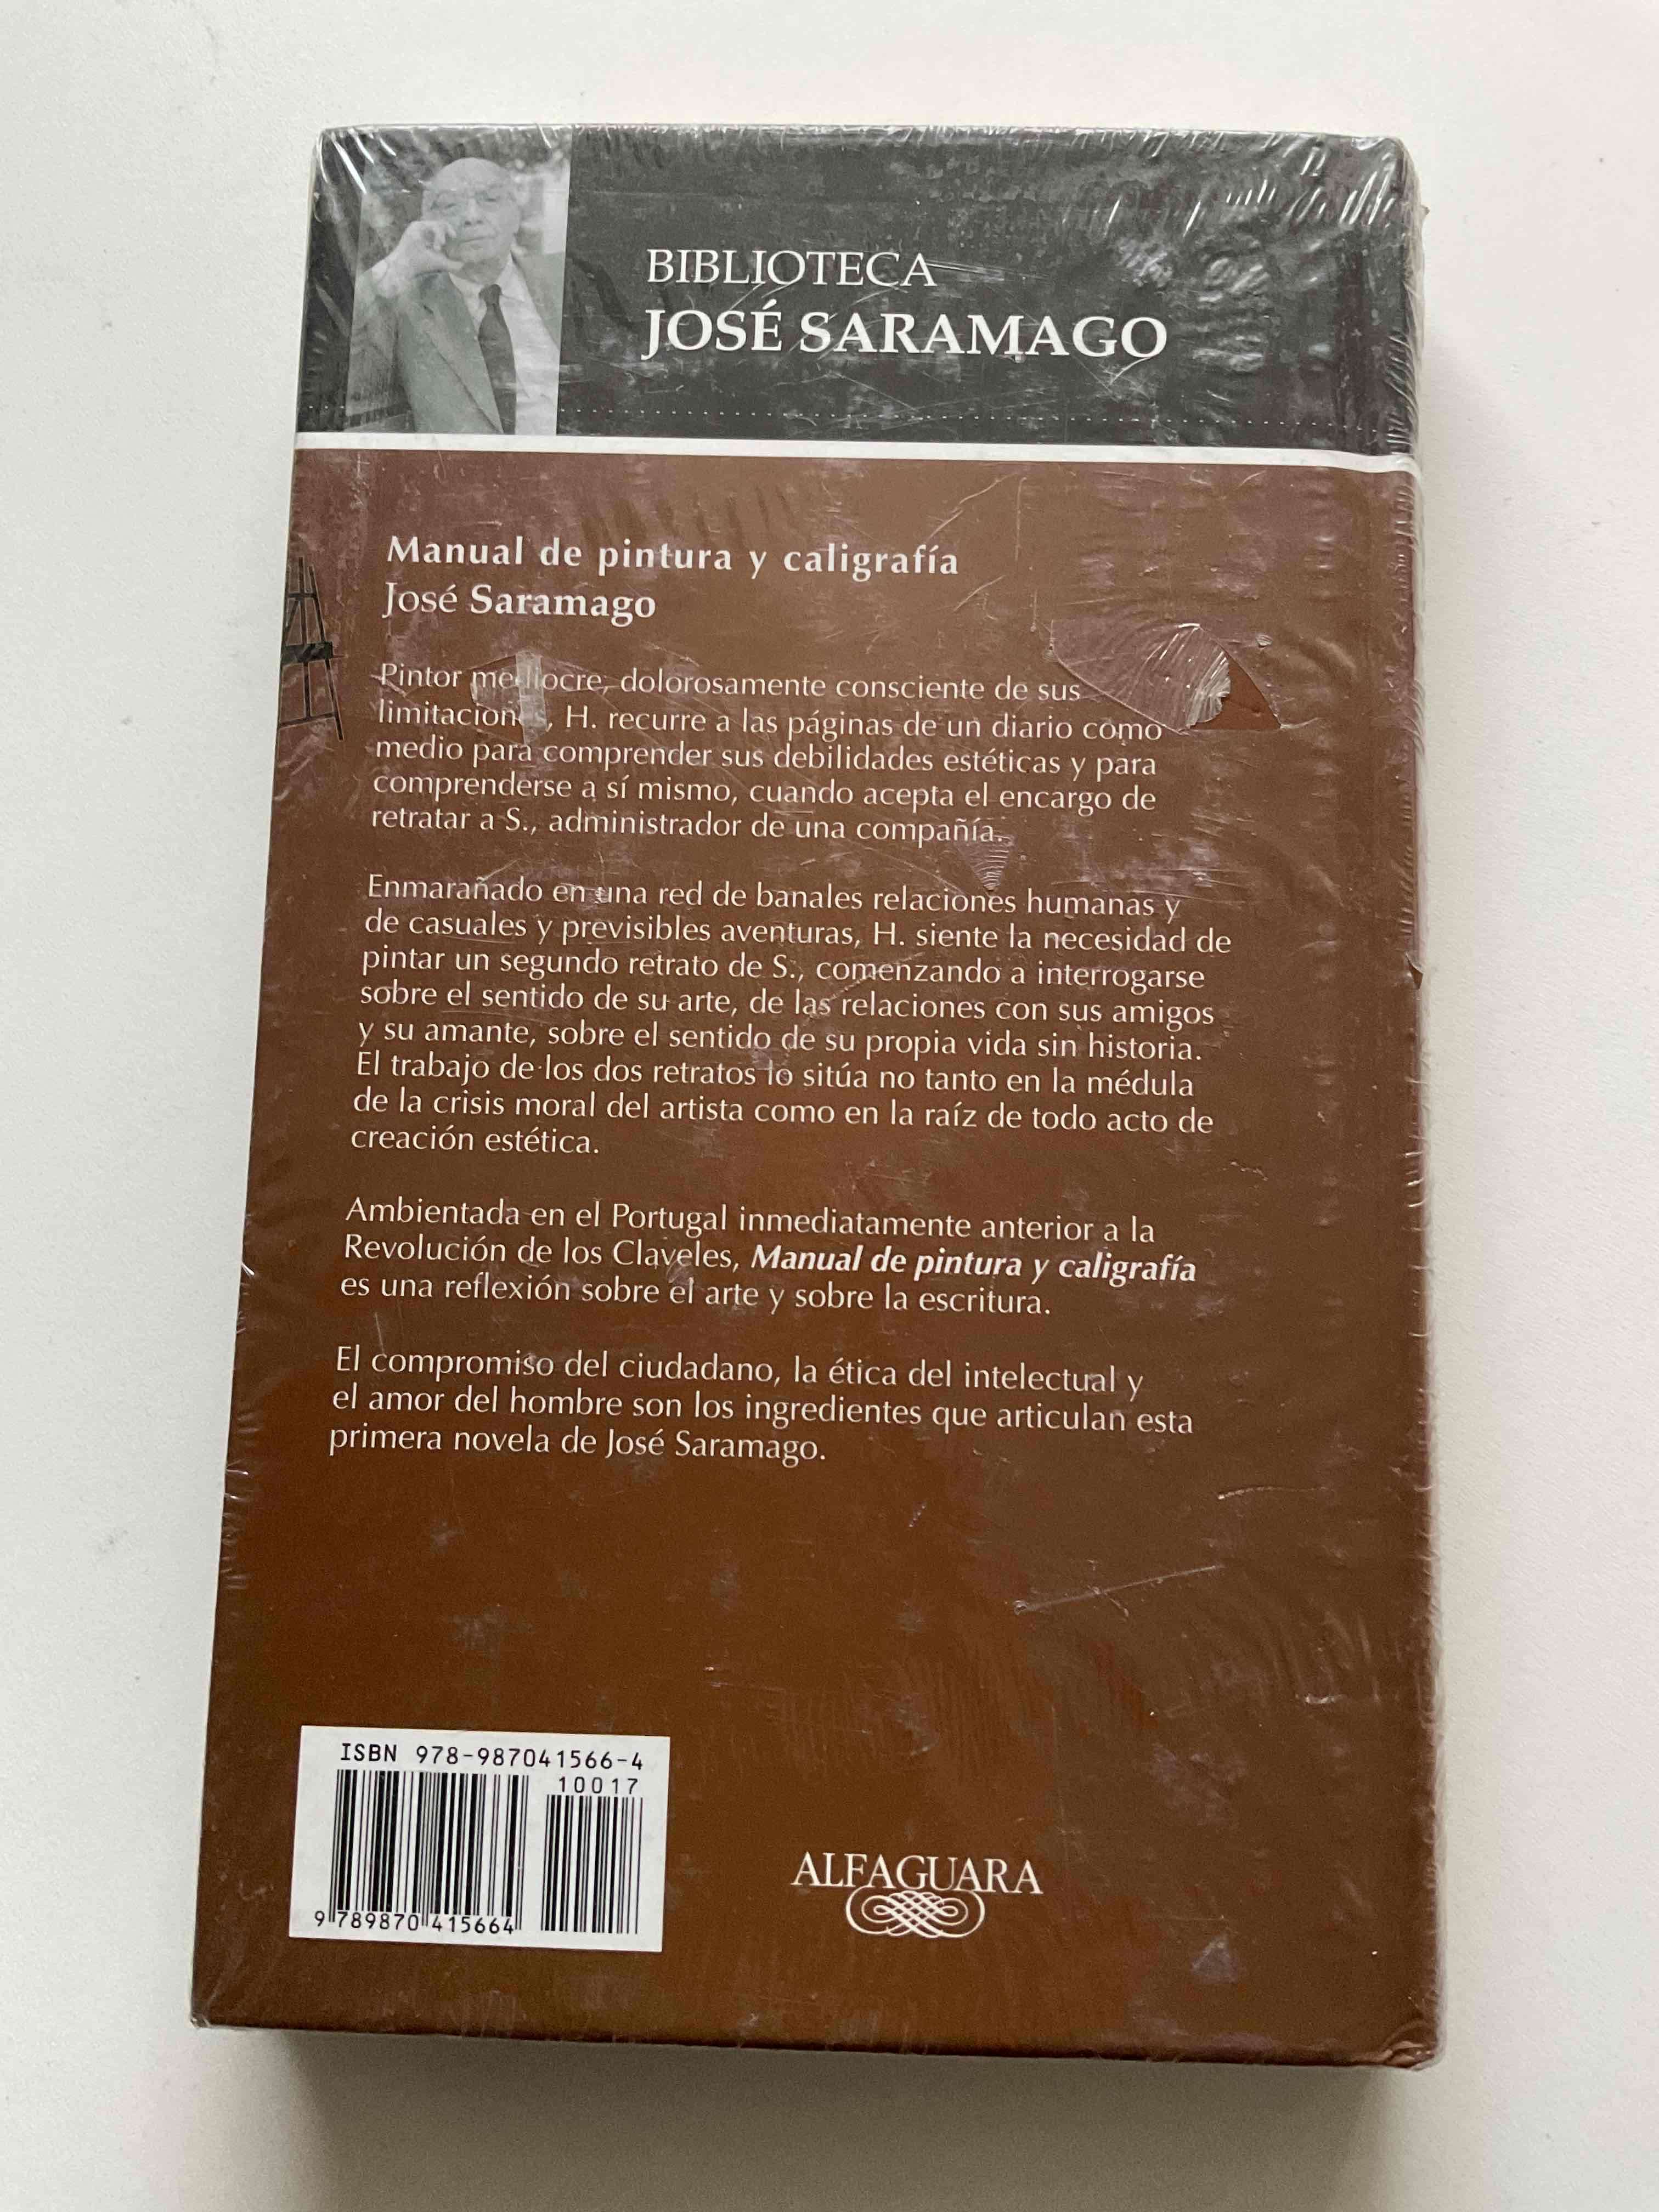 BIBLIOTECA
JOSÉ SARAMAGO
Manual de pintura y caligrafía
José Saramago
Pintor mediocre, dolorosamente consciente de sus
limitaciones, H. recurre a las páginas de un diario como
medio para comprender sus debilidades estéticas y para
comprenderse a sí mismo, cuando acepta el encargo de
retratar a S., administrador de una compañía.
Enmarañado en una red de banales relaciones humanas y
de casuales y previsibles aventuras, H. siente la necesidad de
pintar un segundo retrato de S., comenzando a interrogarse
sobre el sentido de su arte, de las relaciones con sus amigos
y su amante, sobre el sentido de su propia vida sin historia.
El trabajo de los dos retratos lo sitúa no tanto en la médula
de la crisis moral del artista como en la raíz de todo acto de
creación estética.
Ambientada en el Portugal inmediatamente anterior a la
Revolución de los Claveles, Manual de pintura y caligrafía
es una reflexión sobre el arte y sobre la escritura.
El compromiso del ciudadano, la ética del intelectual y
el amor del hombre son los ingredientes que articulan esta
primera novela de José Saramago.
ISBN 978-987041566-4
10017
9 789870 415664
ALFAGUARA